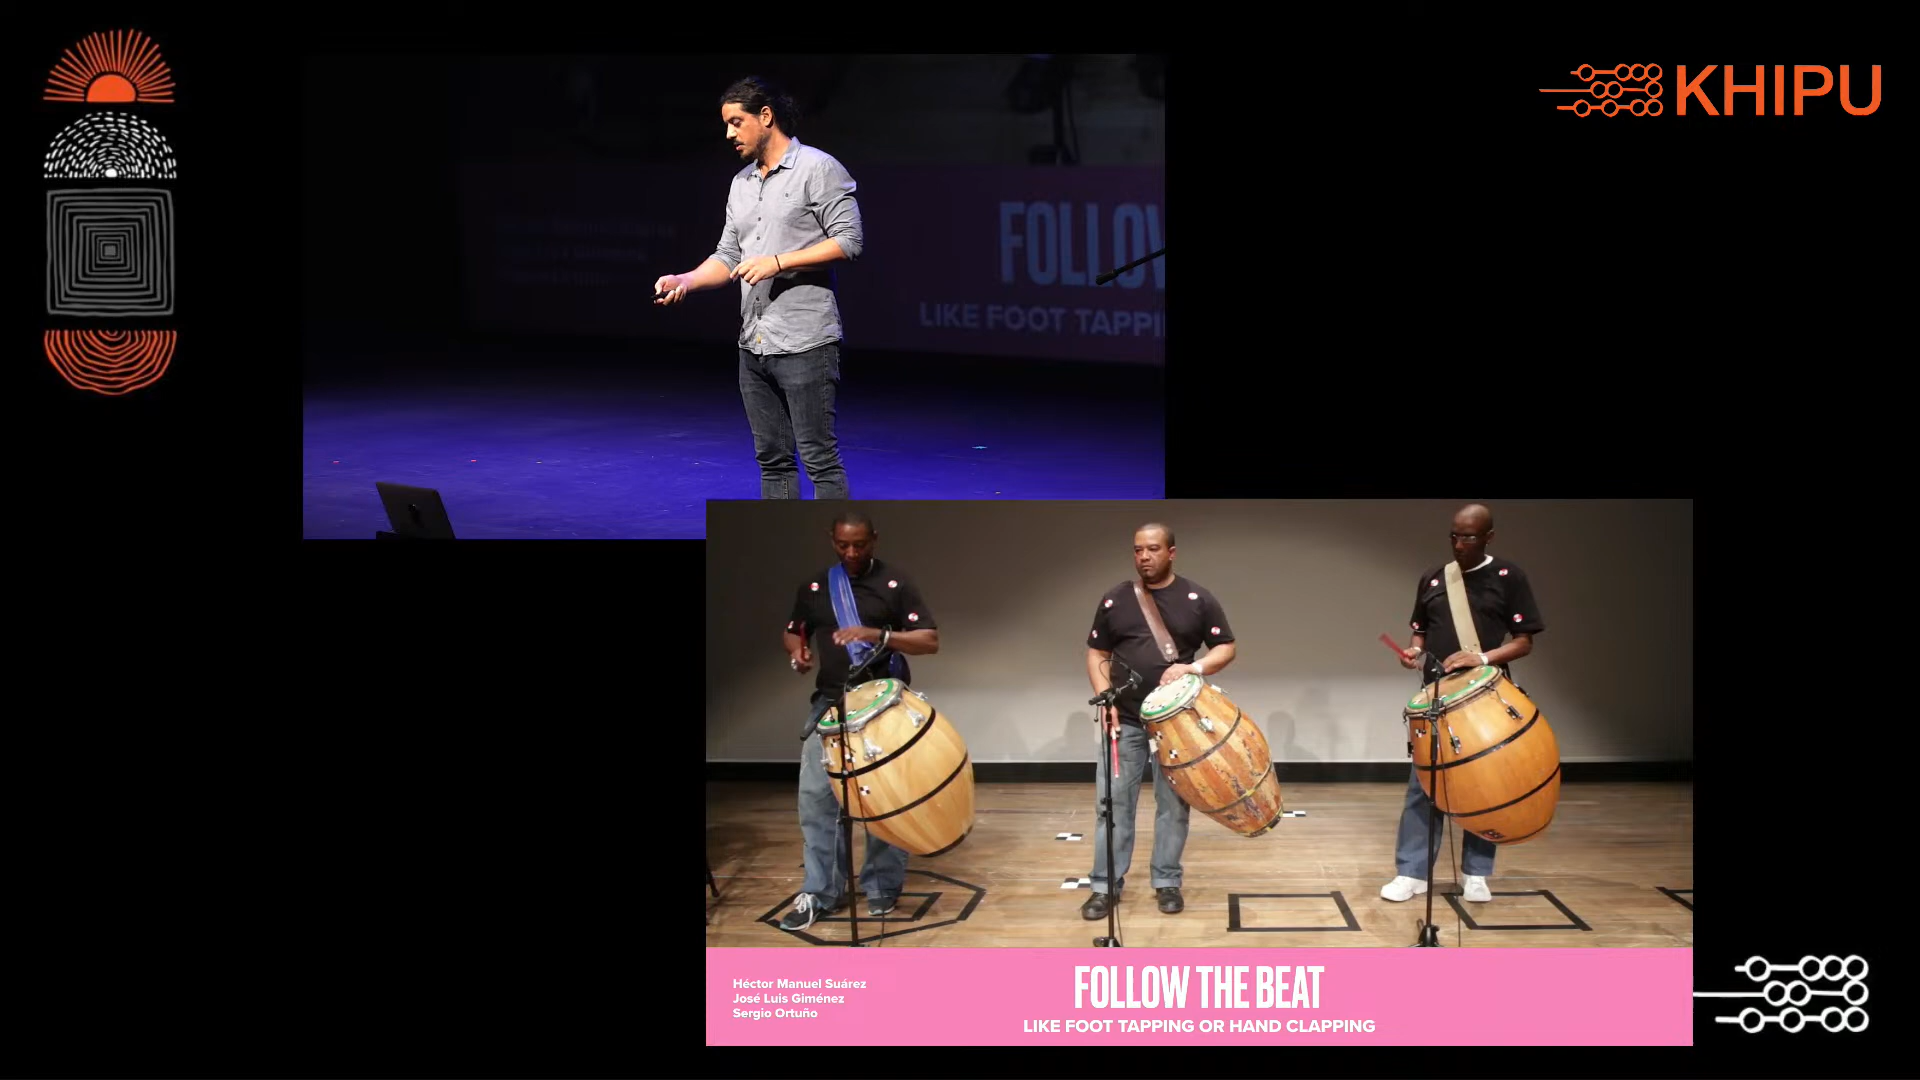 KHIPU
FOLLOW
LIKE FOOT TAPPI
Héctor Manuel Suárez
José Luis Giménez
Sergio Ortuño
FOLLOW THE BEAT
LIKE FOOT TAPPING OR HAND CLAPPING